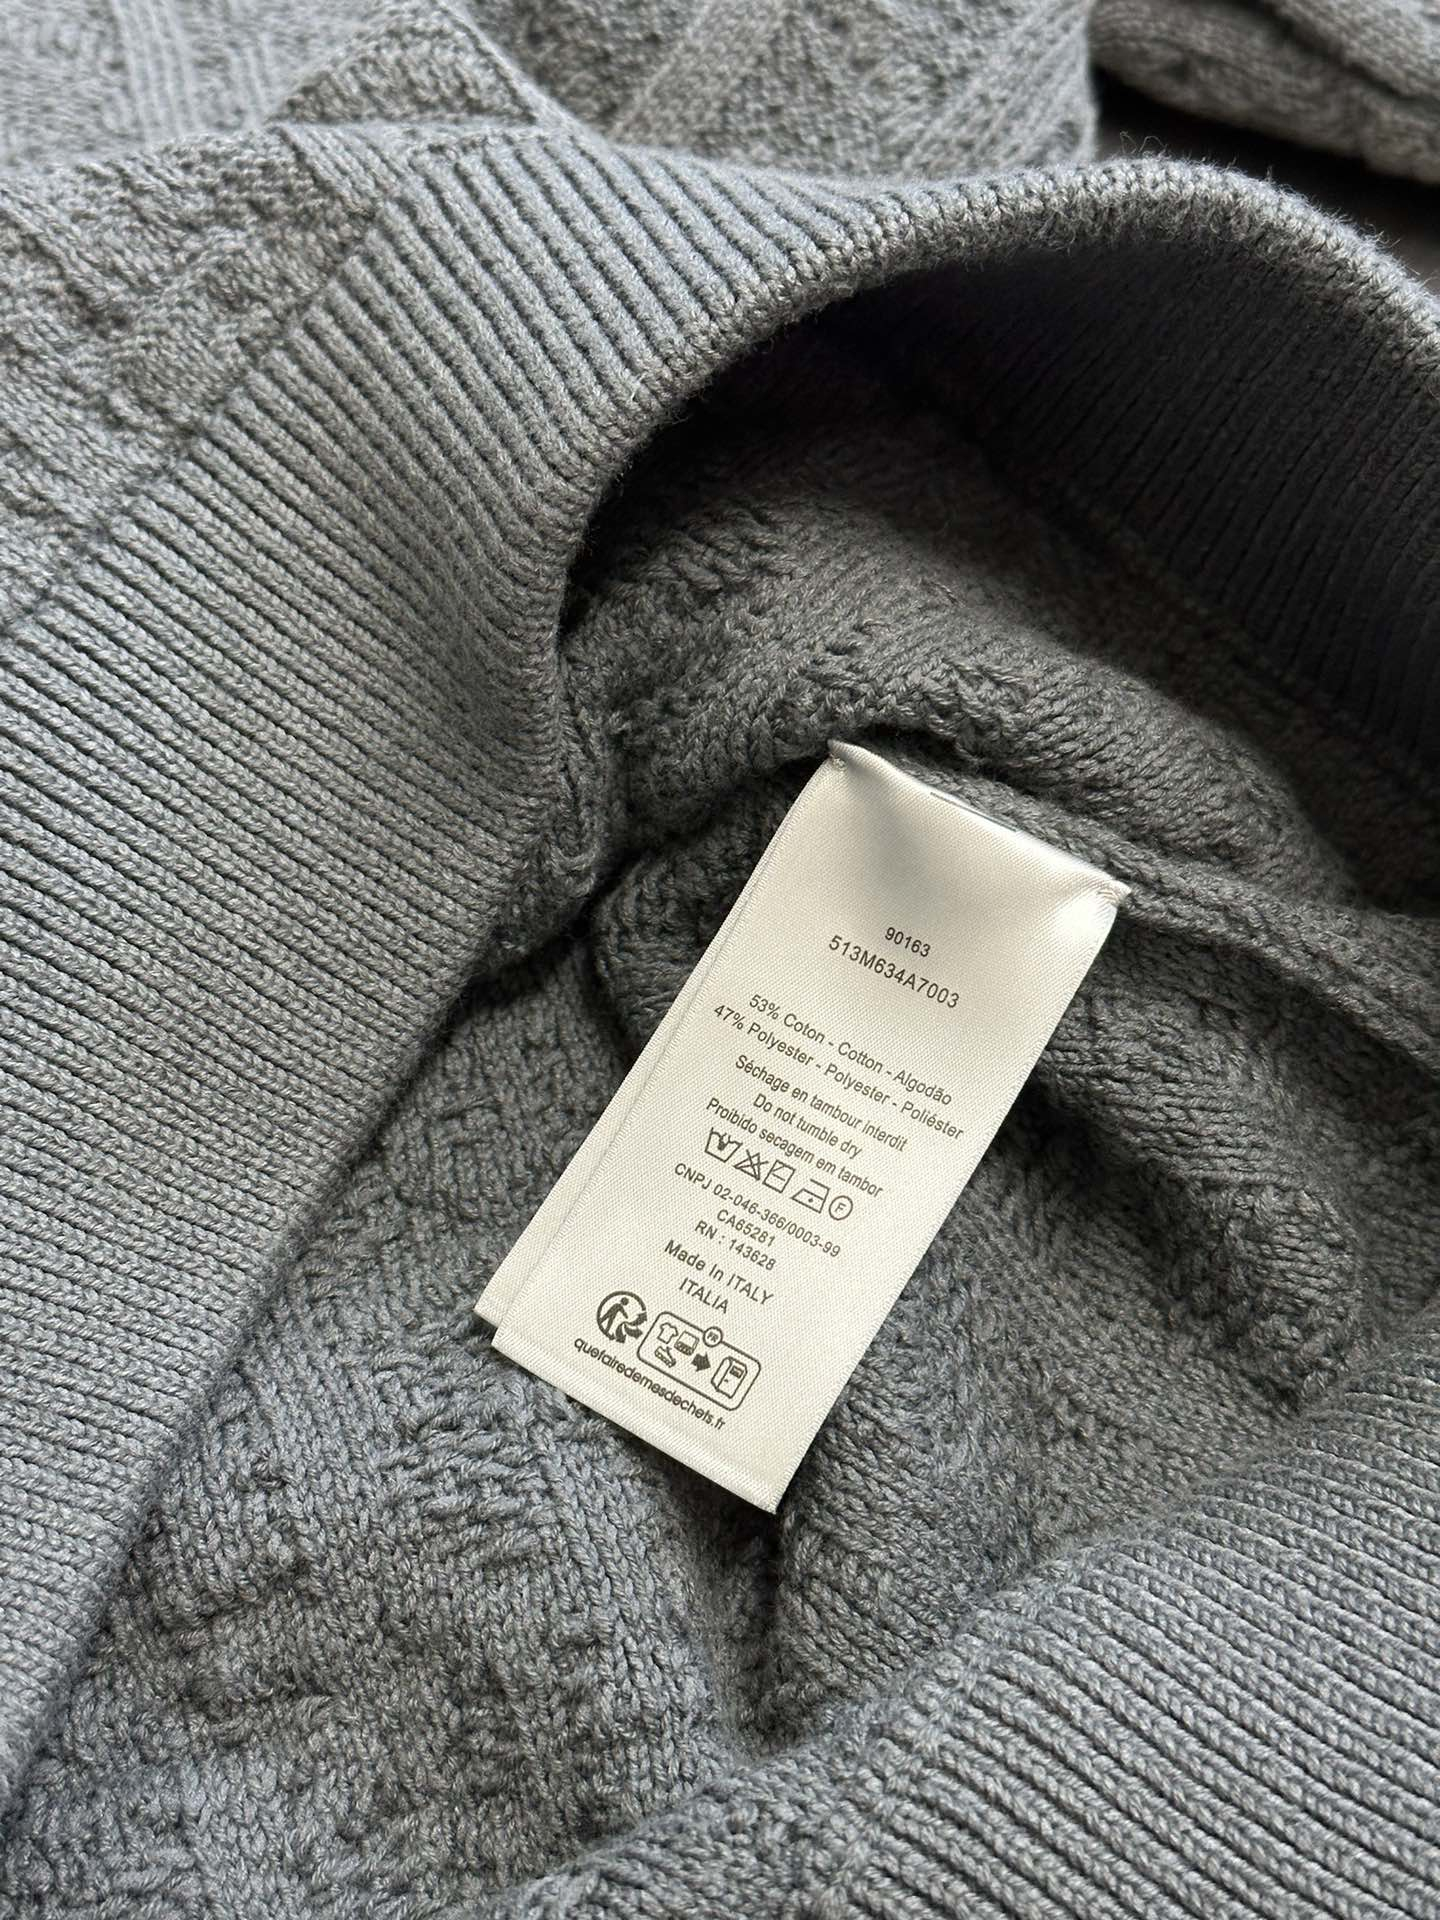 90163
513M634A7003
53% Coton - Cotton - Algodão
47% Polyester - Polyester - Poliéster
Séchage en tambour interdit
Do not tumble dry
Proibido secagem em tambor
F
CNPJ 02-046-366/0003-99
CA65281
RN : 143628
Made In ITALY
ITALIA
FR
quefairedemesdechets.fr